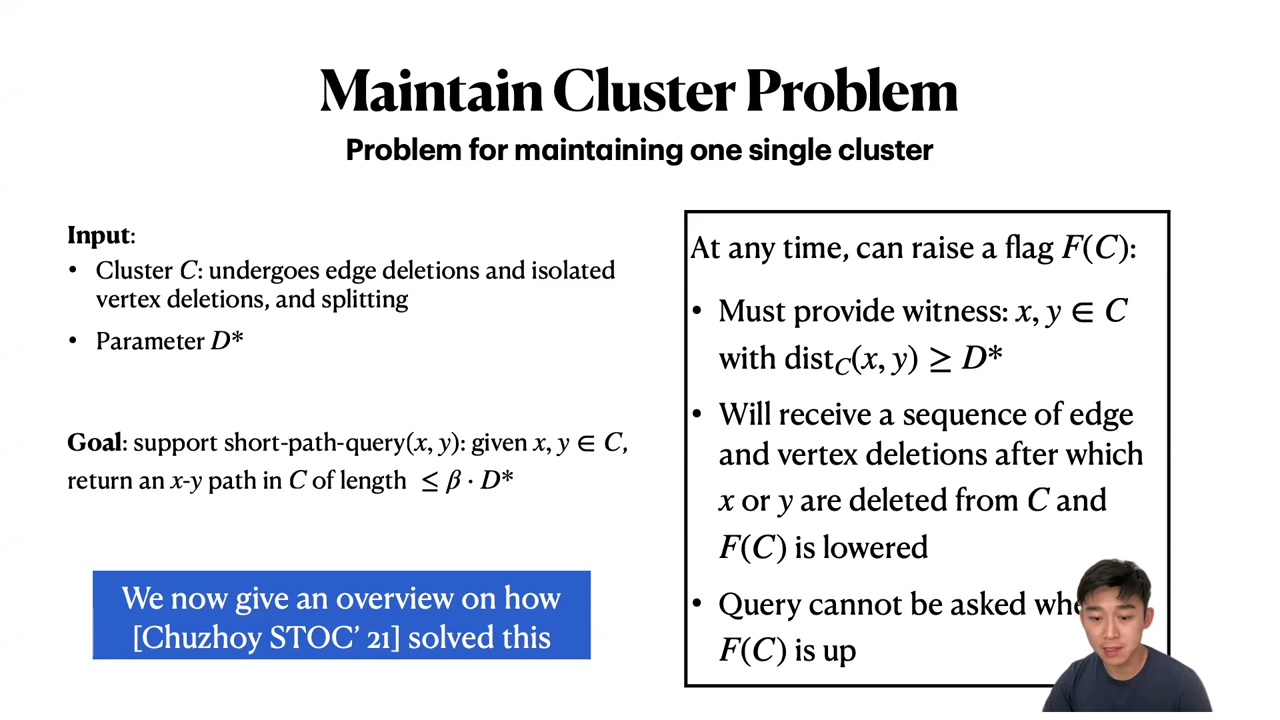 Maintain Cluster Problem
Problem for maintaining one single cluster
Input:
• Cluster C: undergoes edge deletions and isolated
vertex deletions, and splitting
• Parameter D*
Goal: support short-path-query(x, y): given x, y ∈ C,
return an x-y path in C of length ≤ β · D*
We now give an overview on how
[Chuzhoy STOC’ 21] solved this
At any time, can raise a flag F(C):
• Must provide witness: x, y ∈ C
with dist_C(x, y) ≥ D*
• Will receive a sequence of edge
and vertex deletions after which
x or y are deleted from C and
F(C) is lowered
• Query cannot be asked
F(C) is up